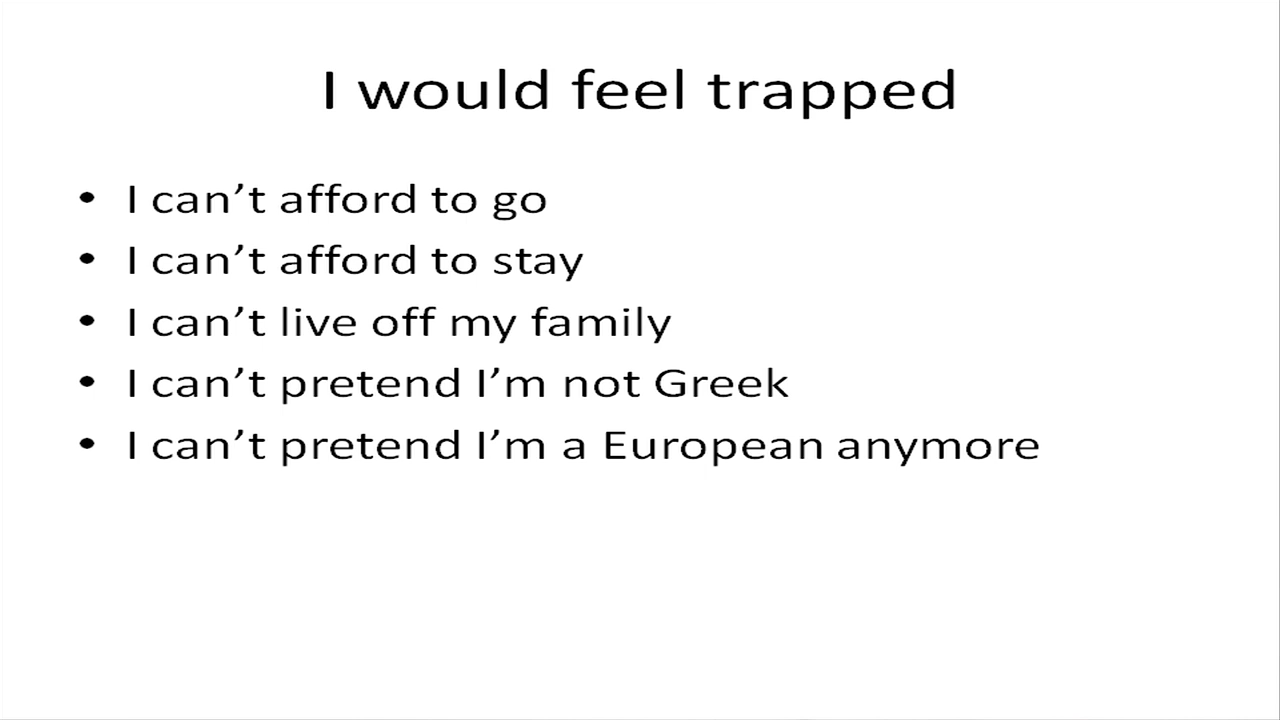 I would feel trapped
• I can’t afford to go
• I can’t afford to stay
• I can’t live off my family
• I can’t pretend I’m not Greek
• I can’t pretend I’m a European anymore